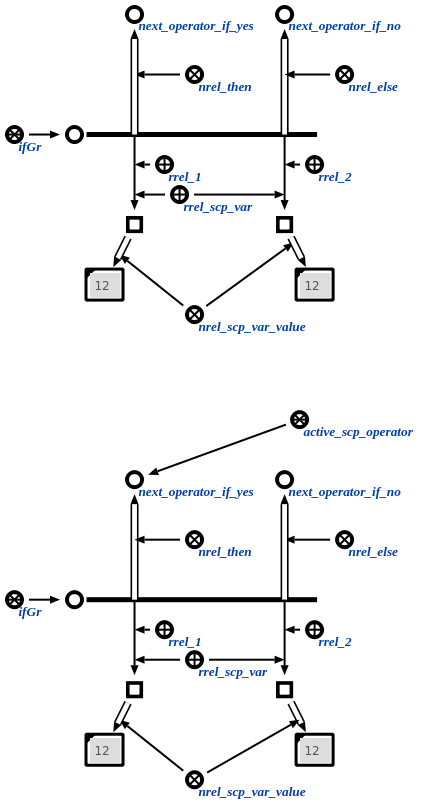 next_operator_if_yes next_operator_if_no
nrel_then nrel_else
ifGr
rrel_1 rrel_2
rrel_scp_var
12 12
nrel_scp_var_value
active_scp_operator
next_operator_if_yes next_operator_if_no
nrel_then nrel_else
ifGr
rrel_1 rrel_2
rrel_scp_var
12 12
nrel_scp_var_value